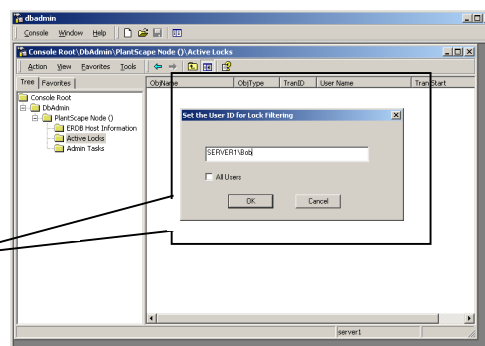 dbadmin
Console Window Help
Console Root\DbAdmin\PlantScape Node ()\Active Locks
Action View Favorites Tools
Tree Favorites
ObjName ObjType TranID User Name Tran Start
Console Root
DbAdmin
PlantScape Node ()
ERDB Host Information
Active Locks
Admin Tasks
Set the User ID for Lock Filtering
SERVER1\Bob
All Users
OK Cancel
server1